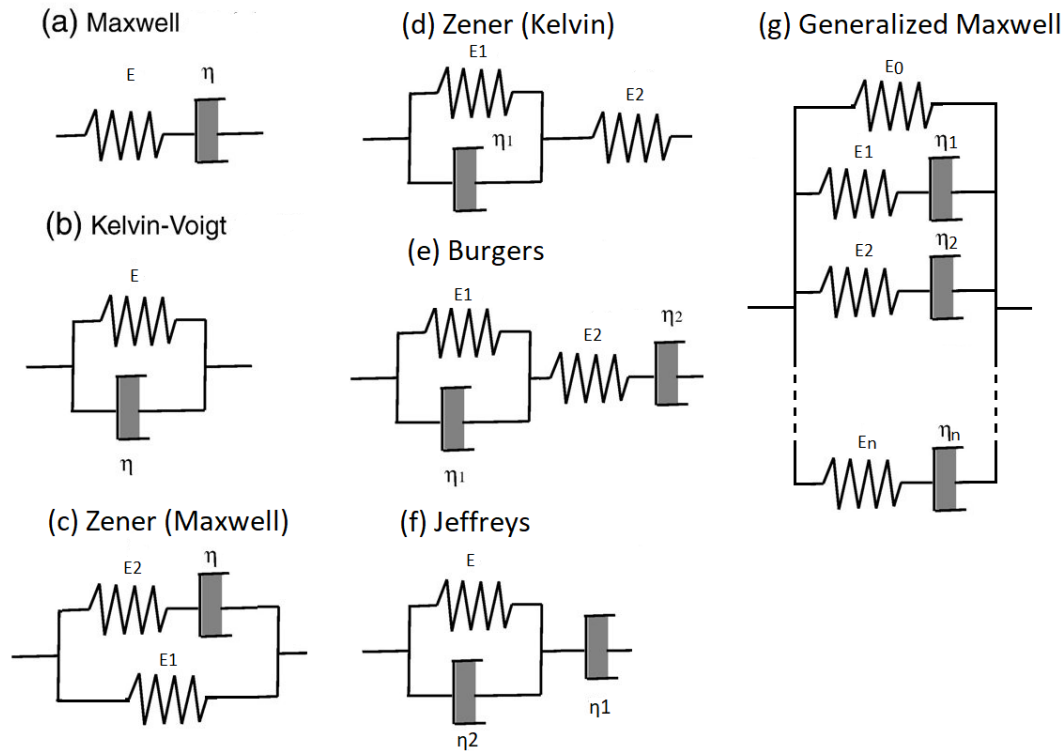 (a) Maxwell
E
η
(b) Kelvin-Voigt
E
η
(c) Zener (Maxwell)
E2
η
E1
(d) Zener (Kelvin)
E1
E2
η1
(e) Burgers
E1
E2
η2
η1
(f) Jeffreys
E
η2
η1
(g) Generalized Maxwell
E0
E1
η1
E2
η2
En
ηn